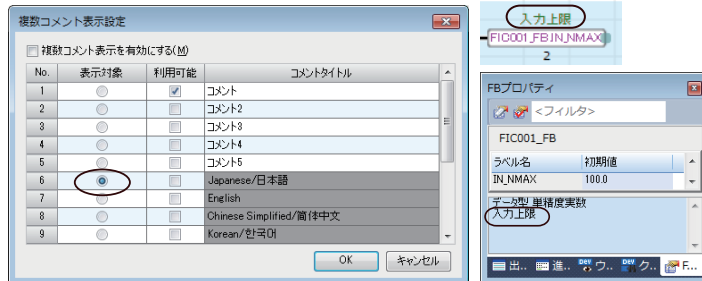 複数コメント表示設定
複数コメント表示を有効にする(M)
No. 表示対象 利用可能 コメントタイトル
1 コメント
2 コメント2
3 コメント3
4 コメント4
5 コメント5
6 Japanese/日本語
7 English
8 Chinese Simplified/简体中文
9 Korean/한국어
OK キャンセル
入力上限
FIC001_FB.IN_NMAX
2
FBプロパティ
<フィルタ>
FIC001_FB
ラベル名 初期値
IN_NMAX 100.0
データ型 単精度実数
入力上限
出.. 進.. ウ.. ク.. F...